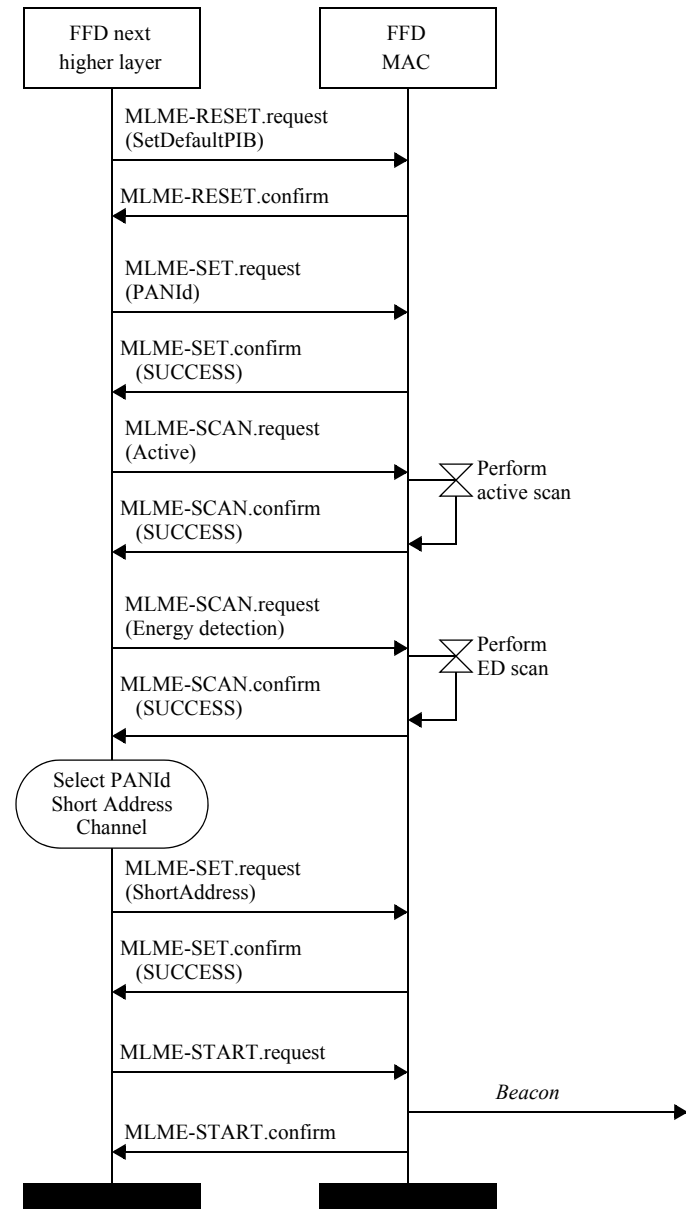 FFD next
higher layer
FFD
MAC
MLME-RESET.request
(SetDefaultPIB)
MLME-RESET.confirm
MLME-SET.request
(PANId)
MLME-SET.confirm
(SUCCESS)
MLME-SCAN.request
(Active)
Perform
active scan
MLME-SCAN.confirm
(SUCCESS)
MLME-SCAN.request
(Energy detection)
Perform
ED scan
MLME-SCAN.confirm
(SUCCESS)
Select PANId
Short Address
Channel
MLME-SET.request
(ShortAddress)
MLME-SET.confirm
(SUCCESS)
MLME-START.request
Beacon
MLME-START.confirm